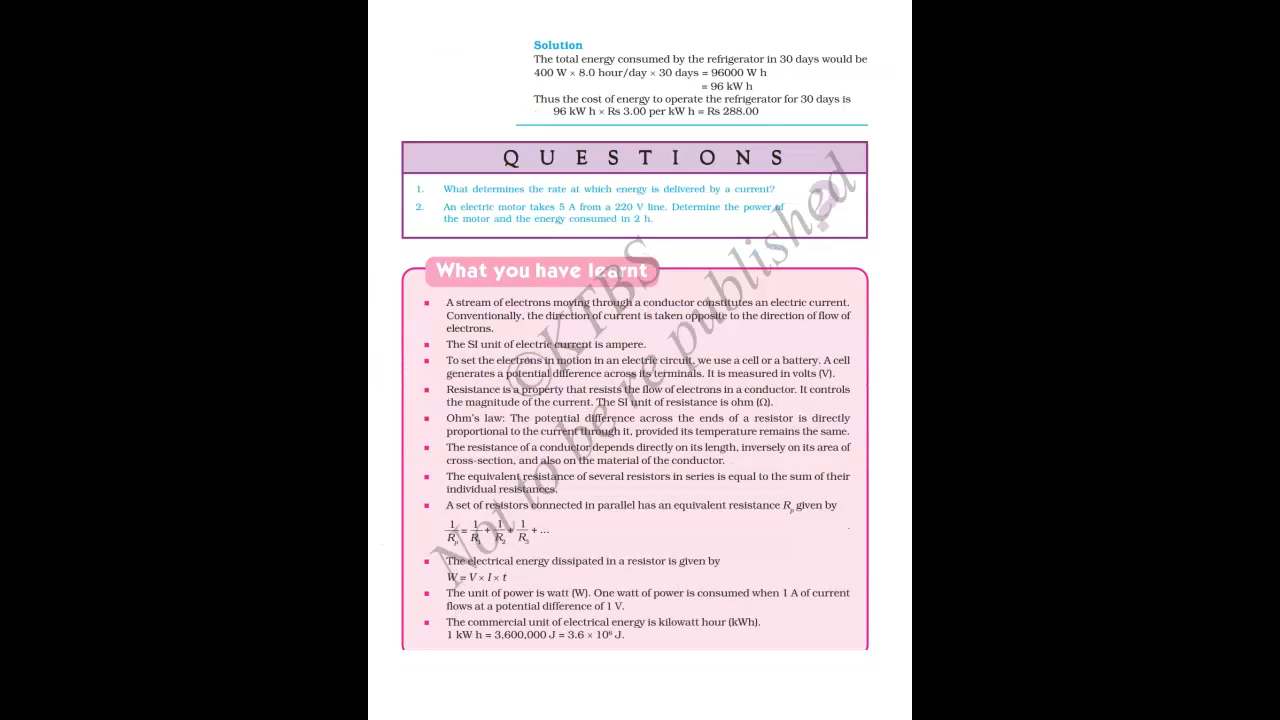 Solution
The total energy consumed by the refrigerator in 30 days would be
400 W × 8.0 hour/day × 30 days = 96000 W h
= 96 kW h
Thus the cost of energy to operate the refrigerator for 30 days is
96 kW h × Rs 3.00 per kW h = Rs 288.00
QUESTIONS
1. What determines the rate at which energy is delivered by a current?
2. An electric motor takes 5 A from a 220 V line. Determine the power of
the motor and the energy consumed in 2 h.
?
What you have learnt
■ A stream of electrons moving through a conductor constitutes an electric current.
Conventionally, the direction of current is taken opposite to the direction of flow of
electrons.
■ The SI unit of electric current is ampere.
■ To set the electrons in motion in an electric circuit, we use a cell or a battery. A cell
generates a potential difference across its terminals. It is measured in volts (V).
■ Resistance is a property that resists the flow of electrons in a conductor. It controls
the magnitude of the current. The SI unit of resistance is ohm (Ω).
■ Ohm's law: The potential difference across the ends of a resistor is directly
proportional to the current through it, provided its temperature remains the same.
■ The resistance of a conductor depends directly on its length, inversely on its area of
cross-section, and also on the material of the conductor.
■ The equivalent resistance of several resistors in series is equal to the sum of their
individual resistances.
■ A set of resistors connected in parallel has an equivalent resistance Rp given by
1/Rp = 1/R1 + 1/R2 + 1/R3 + ...
■ The electrical energy dissipated in a resistor is given by
W = V × I × t
■ The unit of power is watt (W). One watt of power is consumed when 1 A of current
flows at a potential difference of 1 V.
■ The commercial unit of electrical energy is kilowatt hour (kWh).
1 kW h = 3,600,000 J = 3.6 × 10⁶ J.
©KTBS
Not to be re published